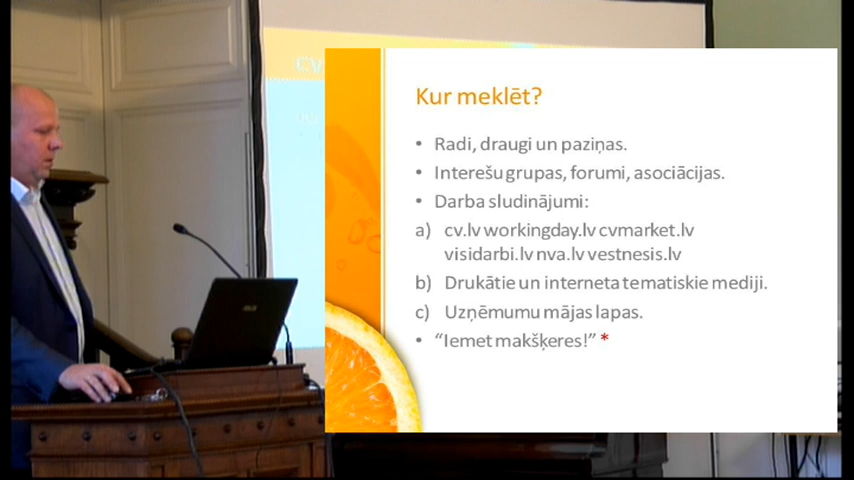 Kur meklēt?
• Radi, draugi un paziņas.
• Interešu grupas, forumi, asociācijas.
• Darba sludinājumi:
a) cv.lv workingday.lv cvmarket.lv
visidarbi.lv nva.lv vestnesis.lv
b) Drukātie un interneta tematiskie mediji.
c) Uzņēmumu mājas lapas.
• “Iemet makšķeres!” *